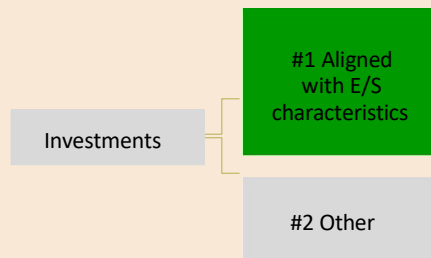 #1 Aligned
with E/S
characteristics
Investments
#2 Other